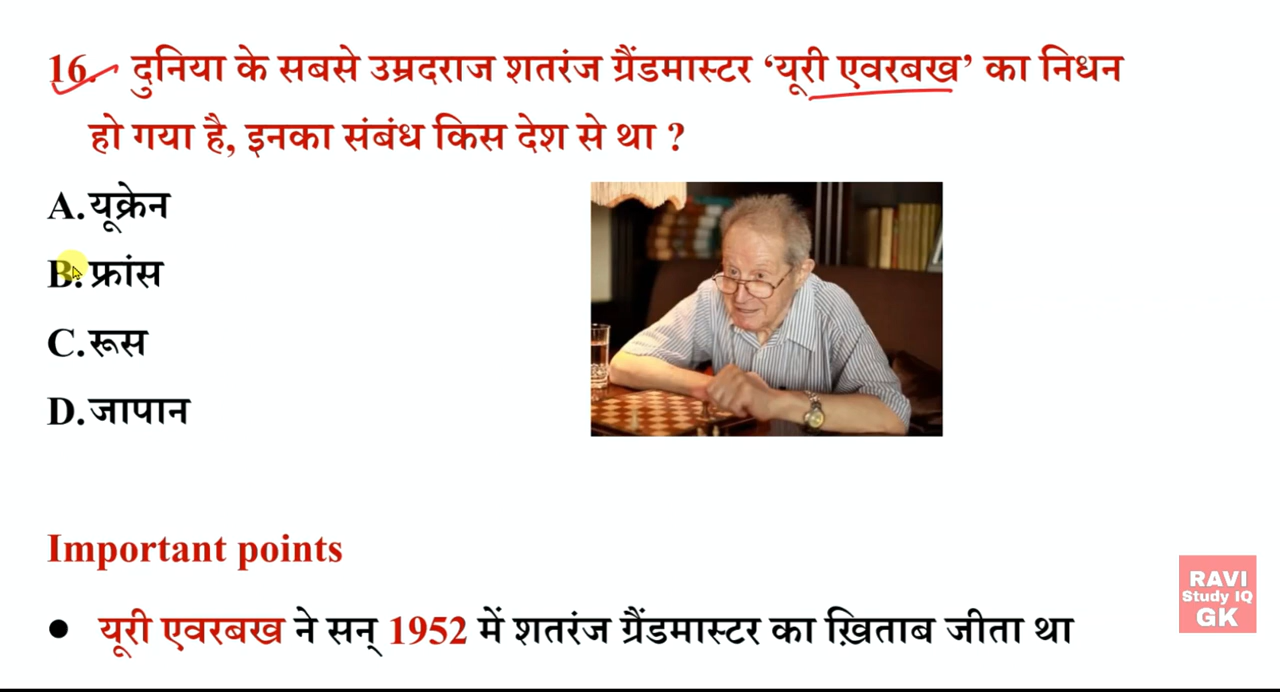 16. दुनिया के सबसे उम्रदराज शतरंज ग्रैंडमास्टर ‘यूरी एवरबख’ का निधन
हो गया है, इनका संबंध किस देश से था ?
A.यूक्रेन
B.फ्रांस
C.रूस
D.जापान
Important points
● यूरी एवरबख ने सन् 1952 में शतरंज ग्रैंडमास्टर का ख़िताब जीता था
RAVI
Study IQ
GK